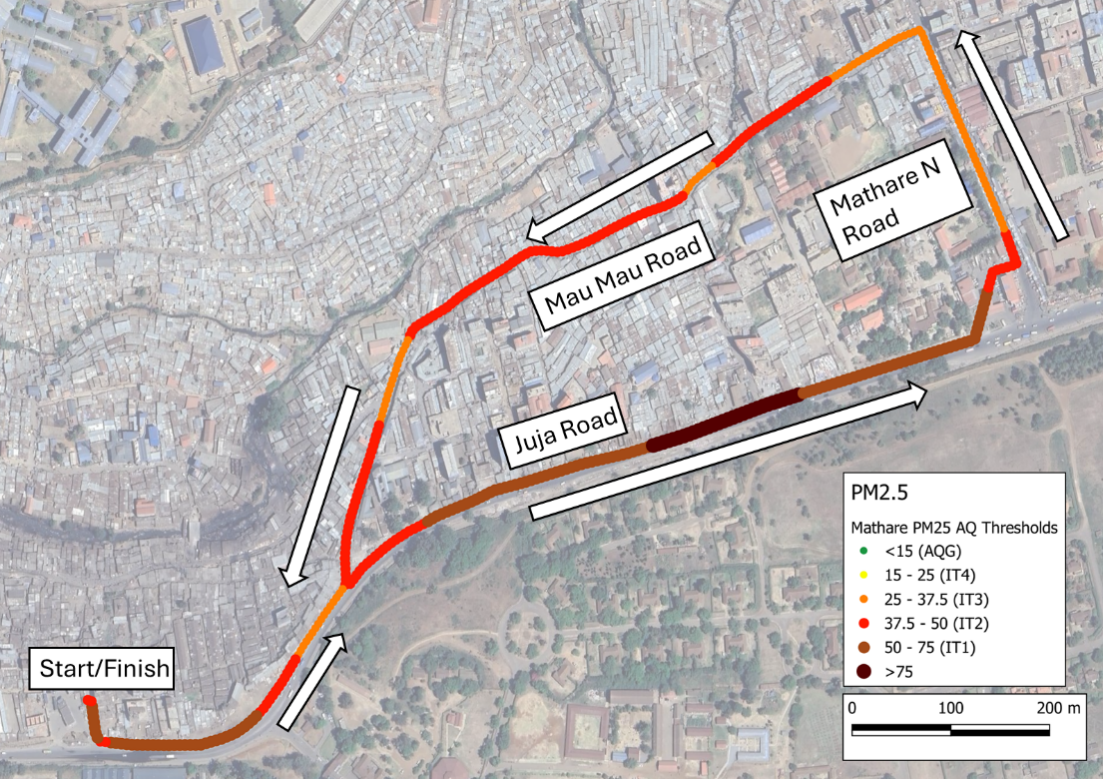 Mathare N
Road
Mau Mau Road
Juja Road
Start/Finish
PM2.5
Mathare PM25 AQ Thresholds
<15 (AQG)
15 - 25 (IT4)
25 - 37.5 (IT3)
37.5 - 50 (IT2)
50 - 75 (IT1)
>75
0 100 200 m